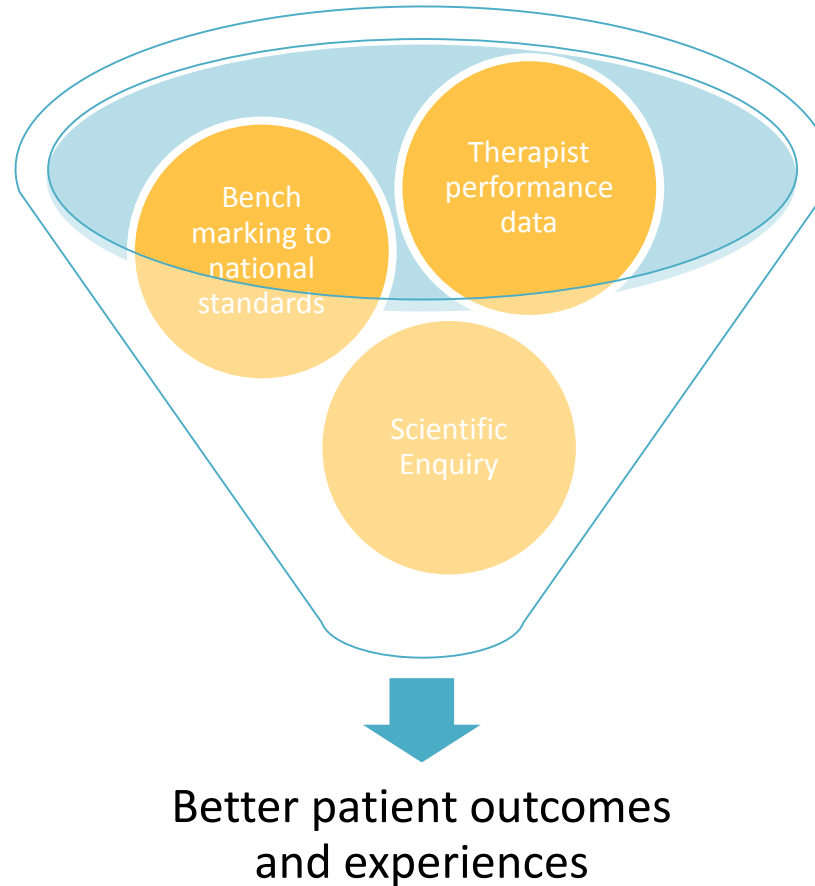 Therapist
performance
data
Bench
marking to
national
standards
Scientific
Enquiry
Better patient outcomes
and experiences